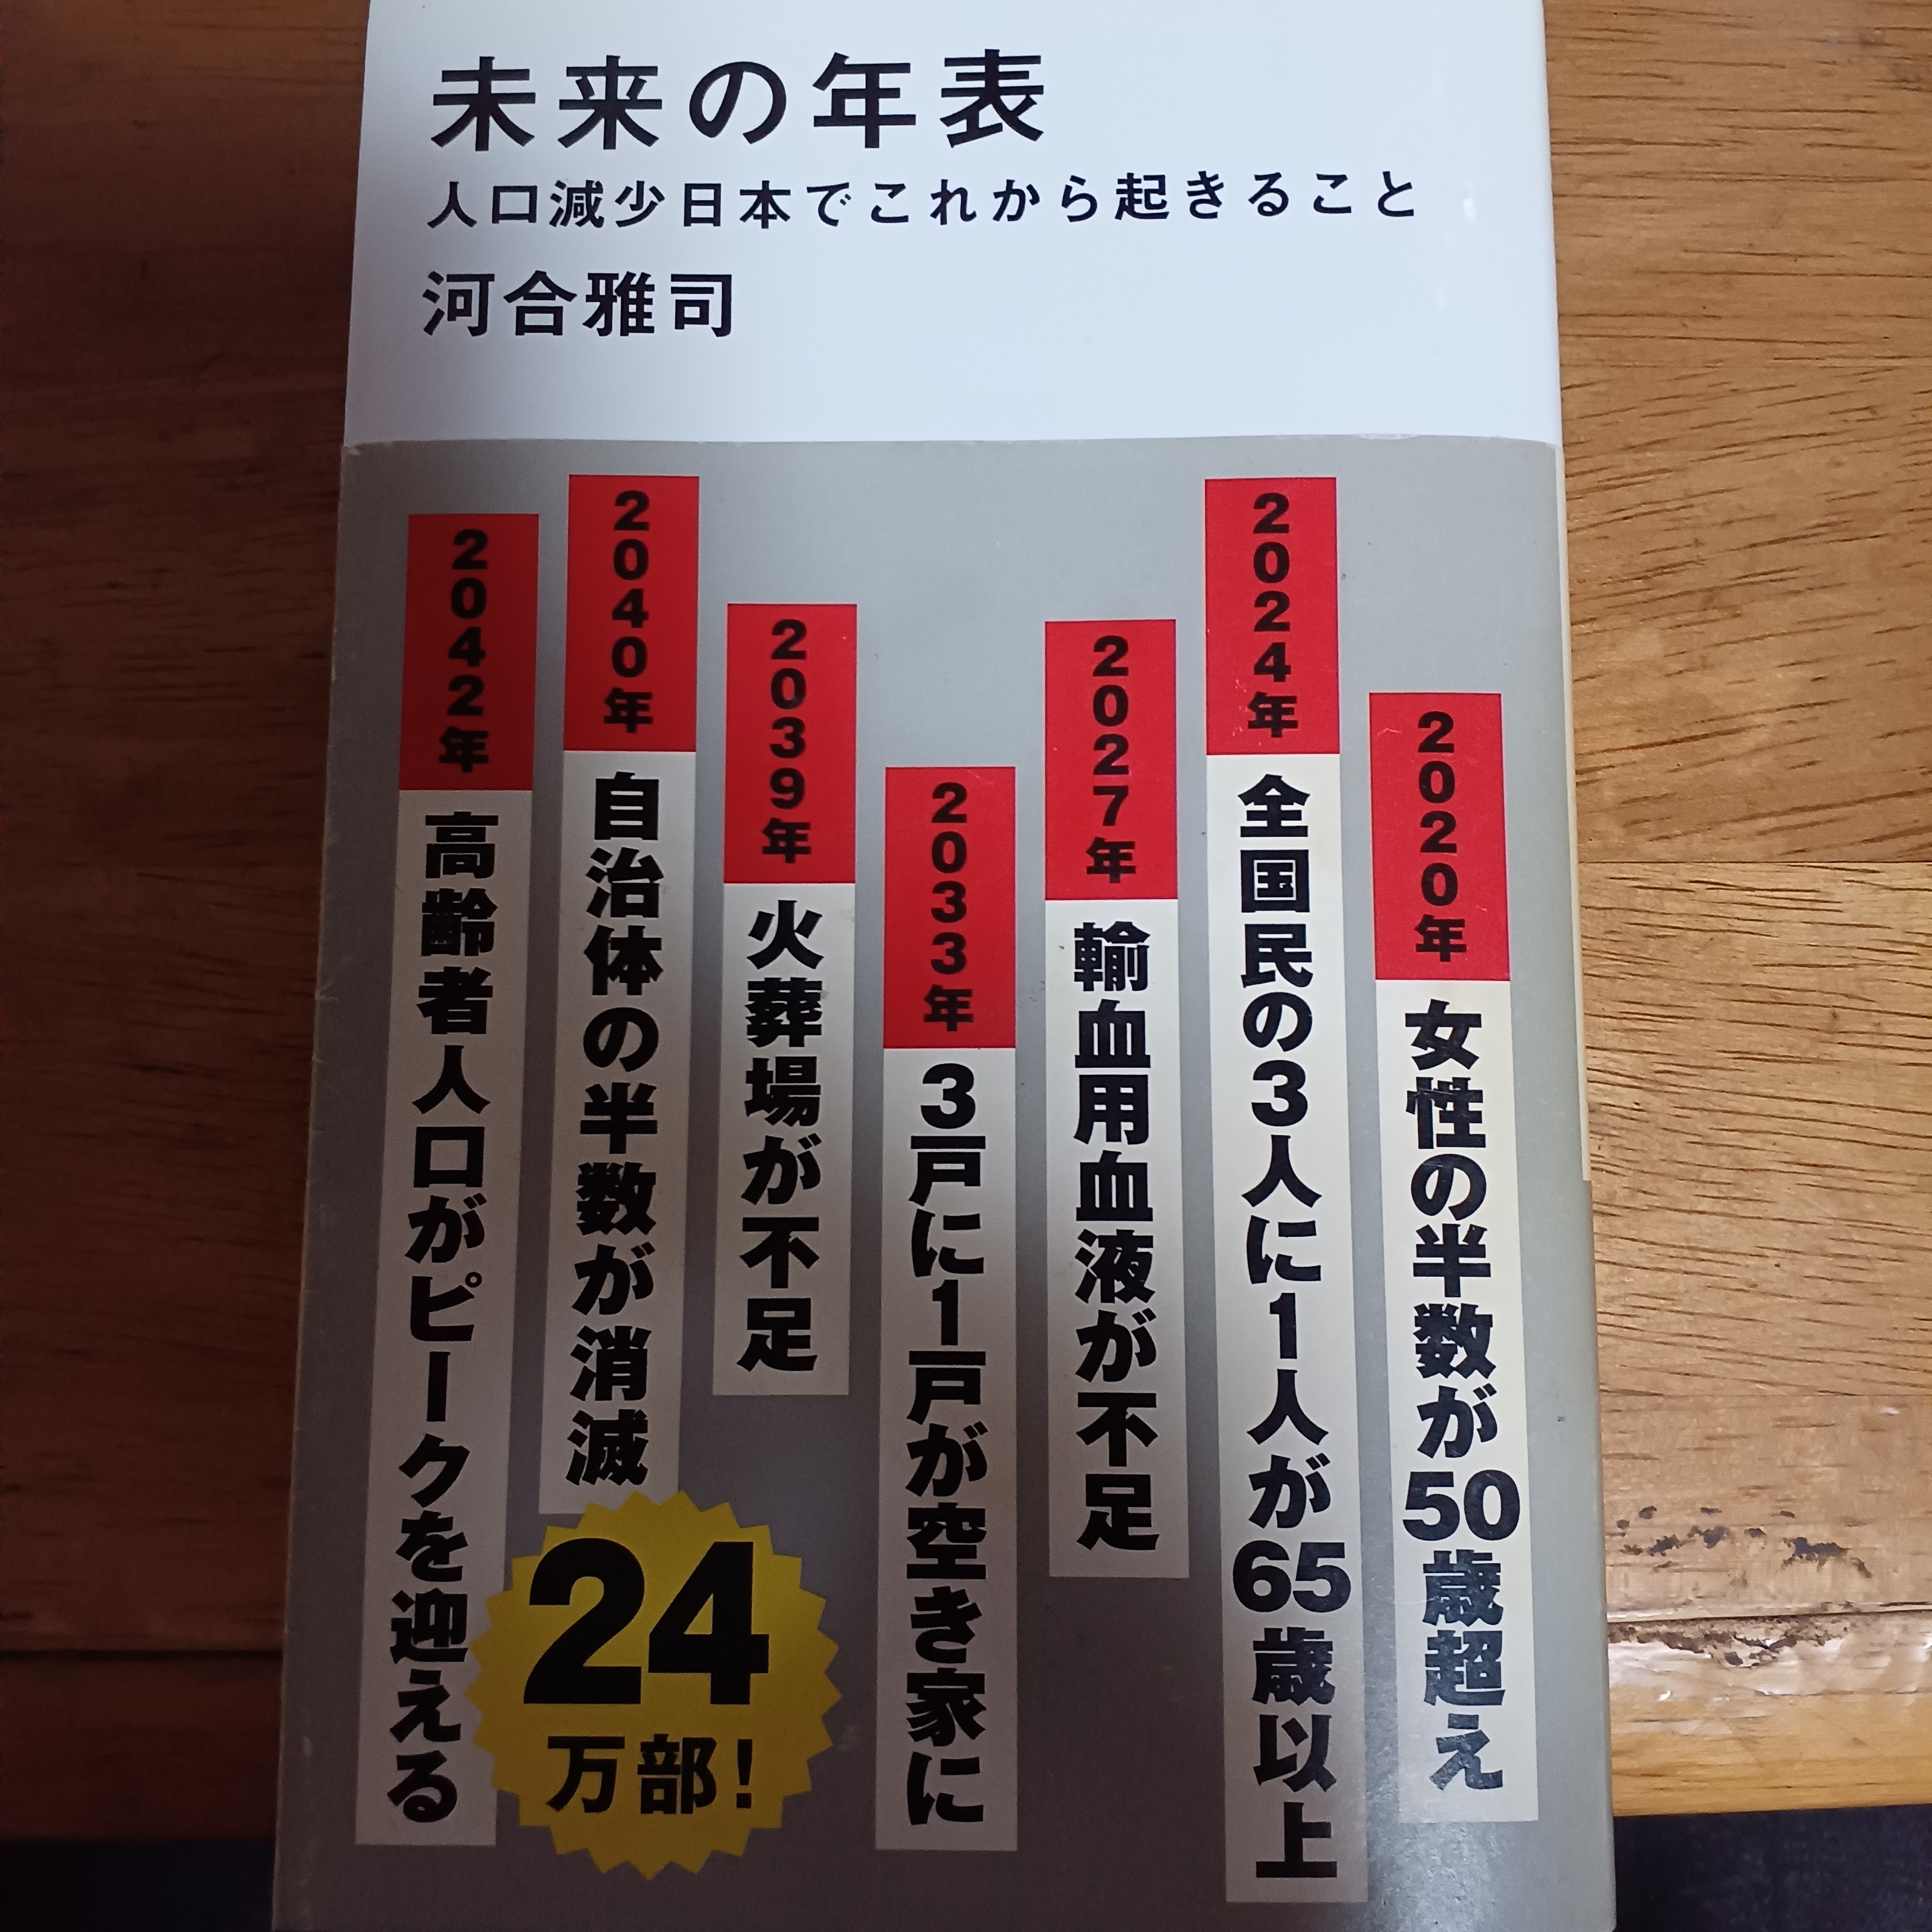 未来の年表
人口減少日本でこれから起きること
河合雅司
2020年 女性の半数が50歳超え
2024年 全国民の3人に1人が65歳以上
2027年 輸血用血液が不足
2033年 3戸に1戸が空き家に
2039年 火葬場が不足
2040年 自治体の半数が消滅
2042年 高齢者人口がピークを迎える
24
万部!